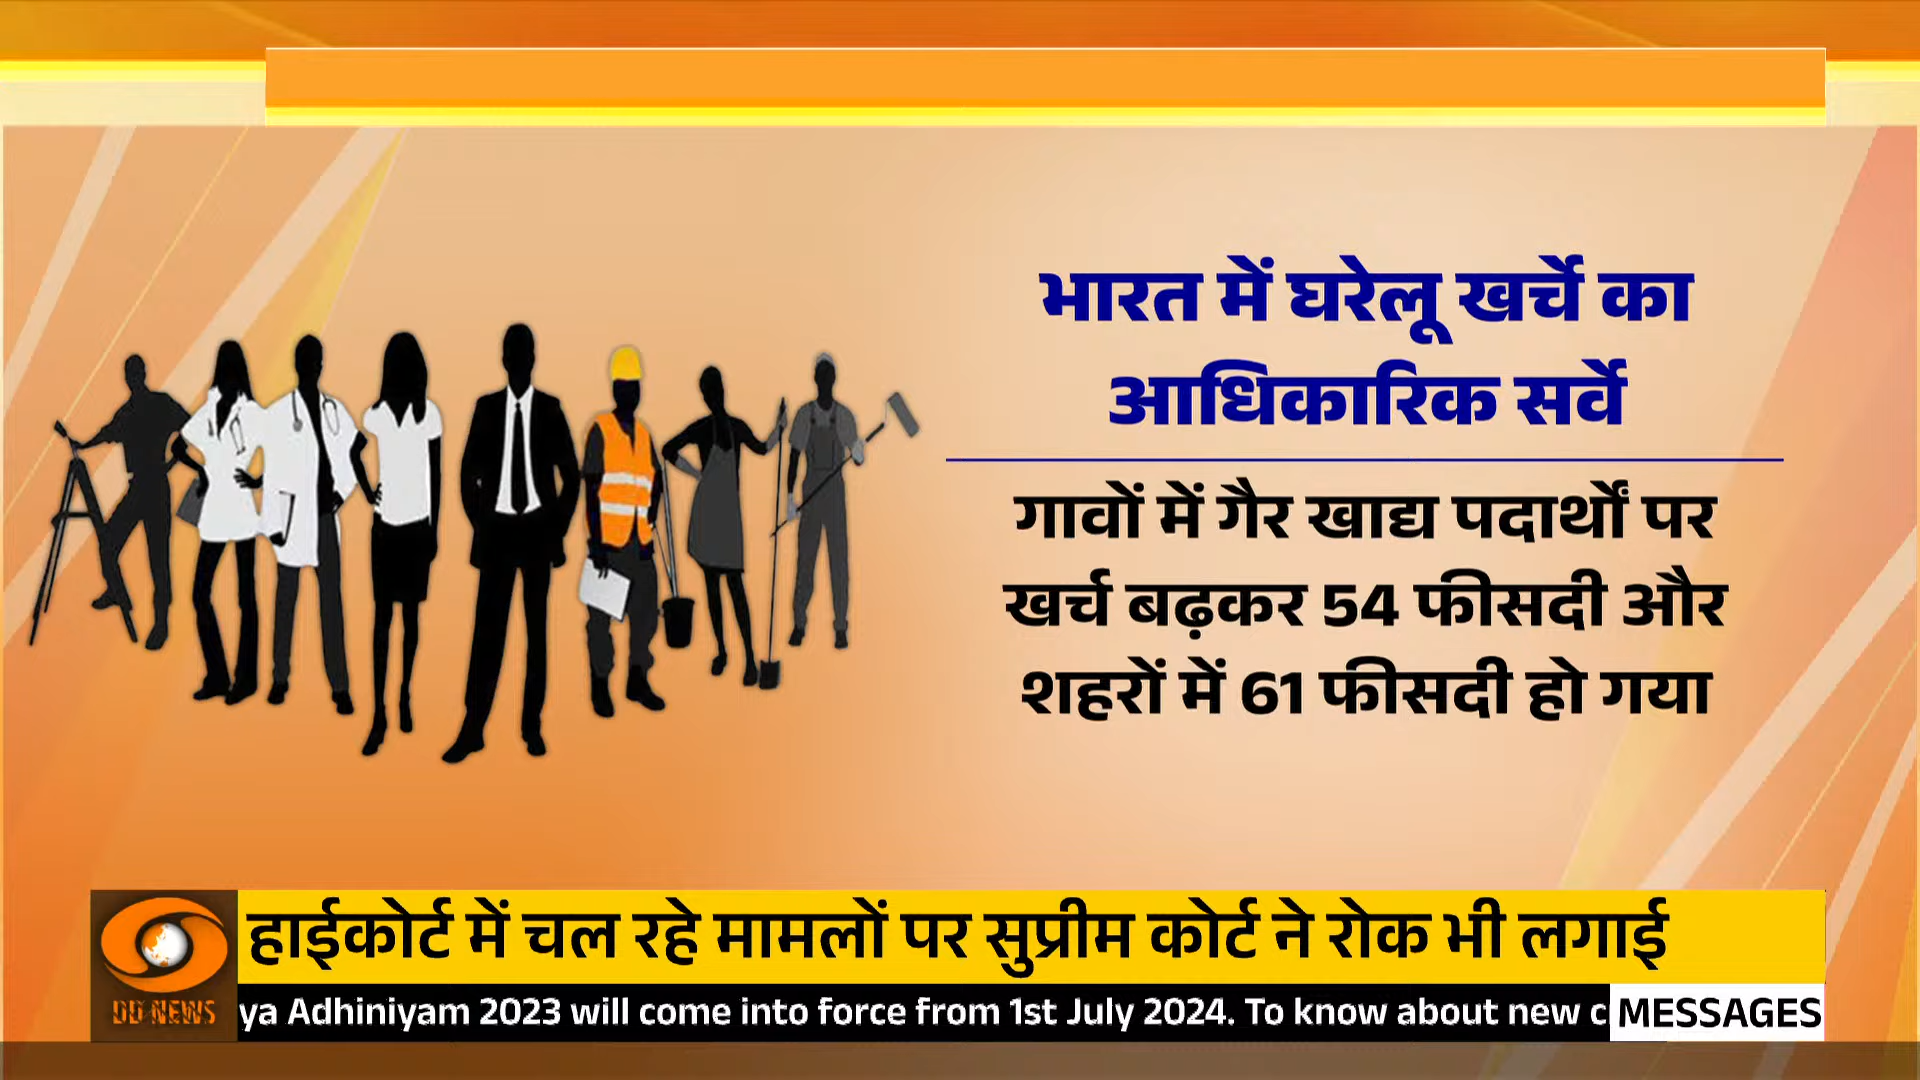 भारत में घरेलू खर्चे का
आधिकारिक सर्वे
गावों में गैर खाद्य पदार्थों पर
खर्च बढ़कर 54 फीसदी और
शहरों में 61 फीसदी हो गया
हाईकोर्ट में चल रहे मामलों पर सुप्रीम कोर्ट ने रोक भी लगाई
DD NEWS
ya Adhiniyam 2023 will come into force from 1st July 2024. To know about new c
MESSAGES